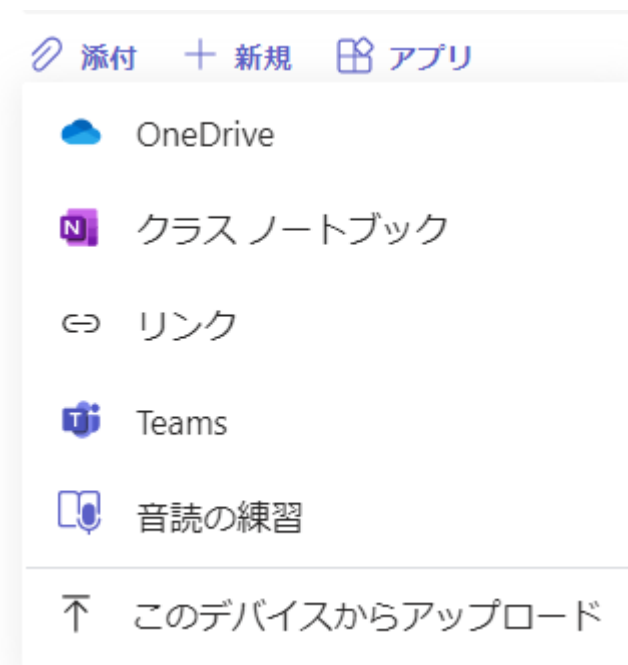 添付 新規 アプリ
OneDrive
クラス ノートブック
リンク
Teams
音読の練習
このデバイスからアップロード